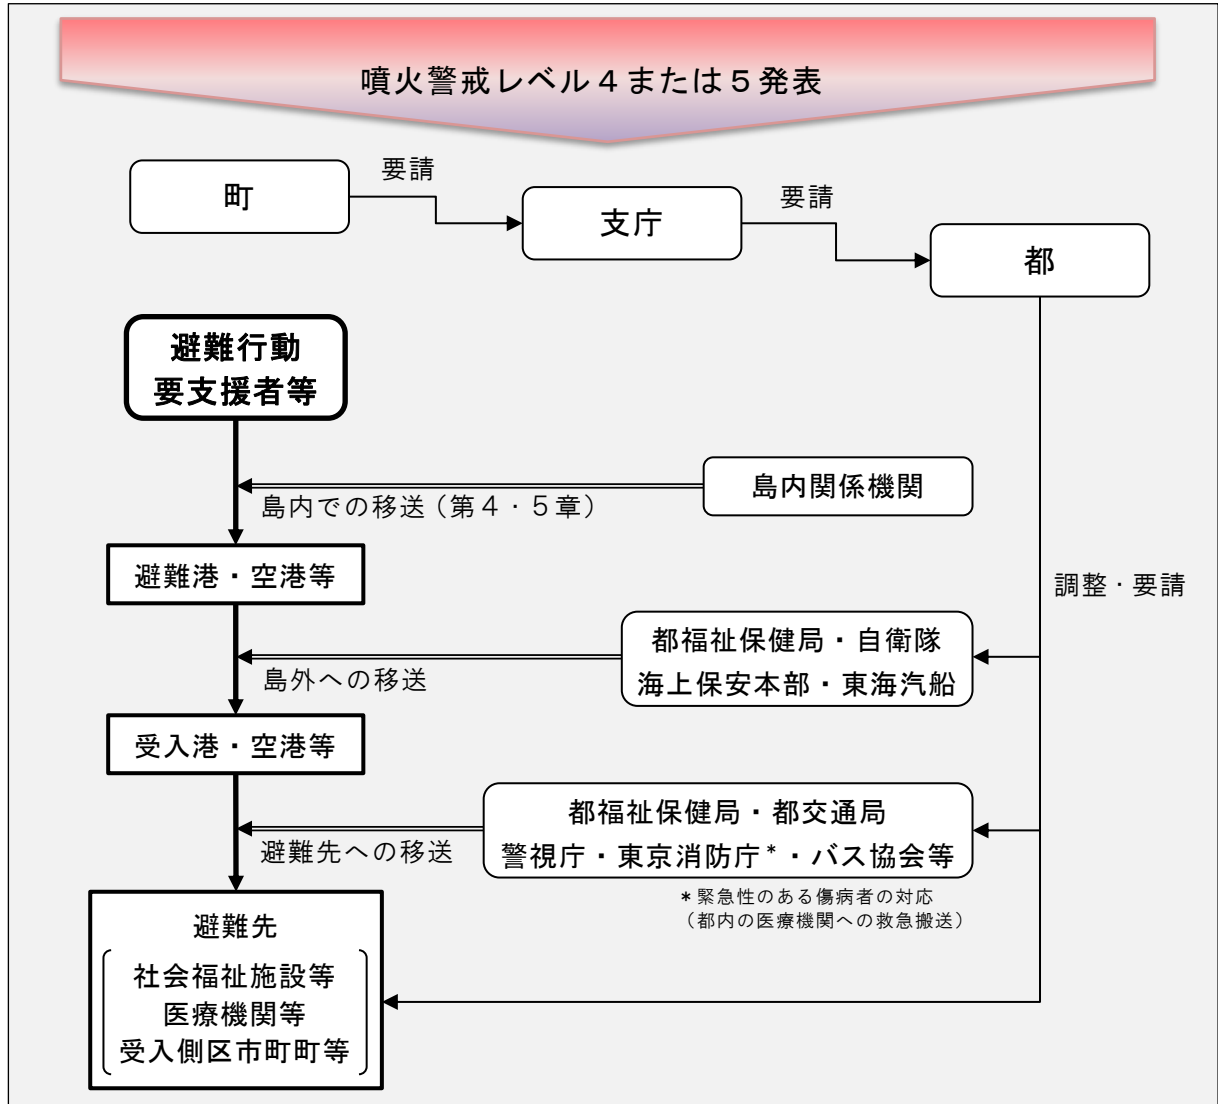 噴火警戒レベル４または５発表
町
要請
支庁
要請
都
避難行動
要支援者等
島内関係機関
島内での移送（第４・５章）
避難港・空港等
調整・要請
都福祉保健局・自衛隊
海上保安本部・東海汽船
島外への移送
受入港・空港等
都福祉保健局・都交通局
警視庁・東京消防庁*・バス協会等
避難先への移送
*緊急性のある傷病者の対応
（都内の医療機関への救急搬送）
避難先
社会福祉施設等
医療機関等
受入側区市町町等